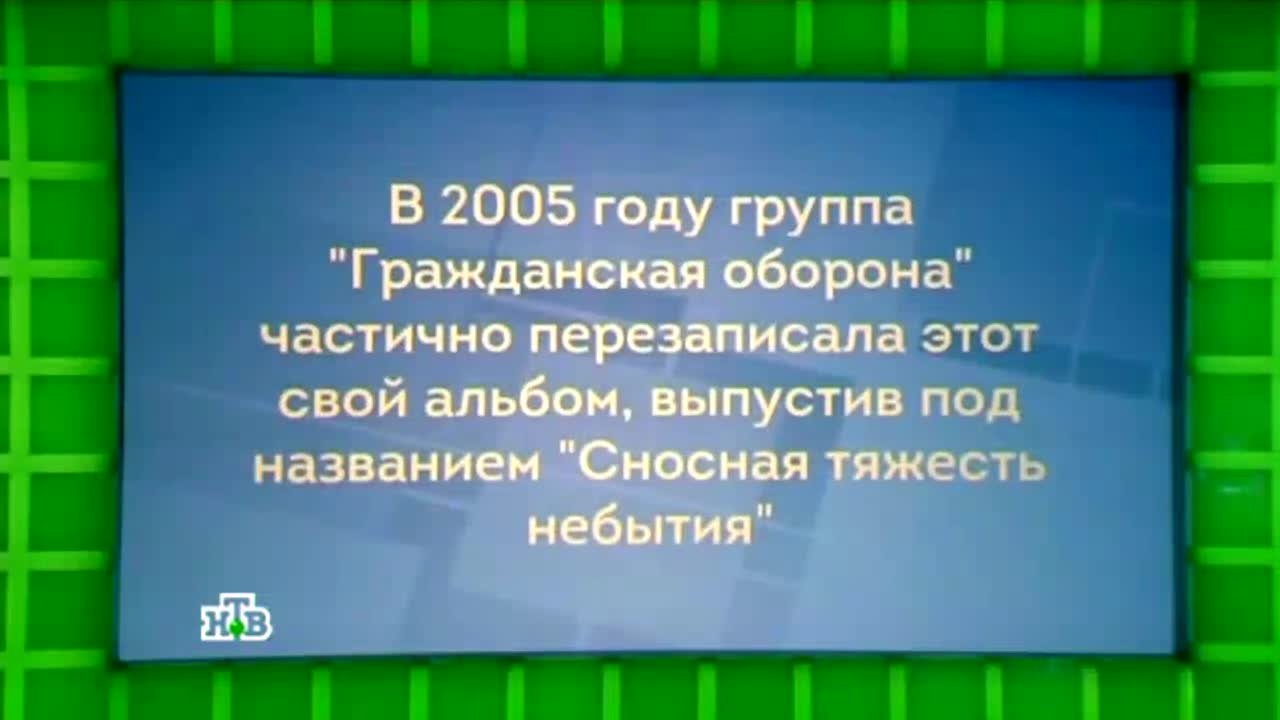 В 2005 году группа
"Гражданская оборона"
частично перезаписала этот
свой альбом, выпустив под
названием "Сносная тяжесть
небытия"
НТВ